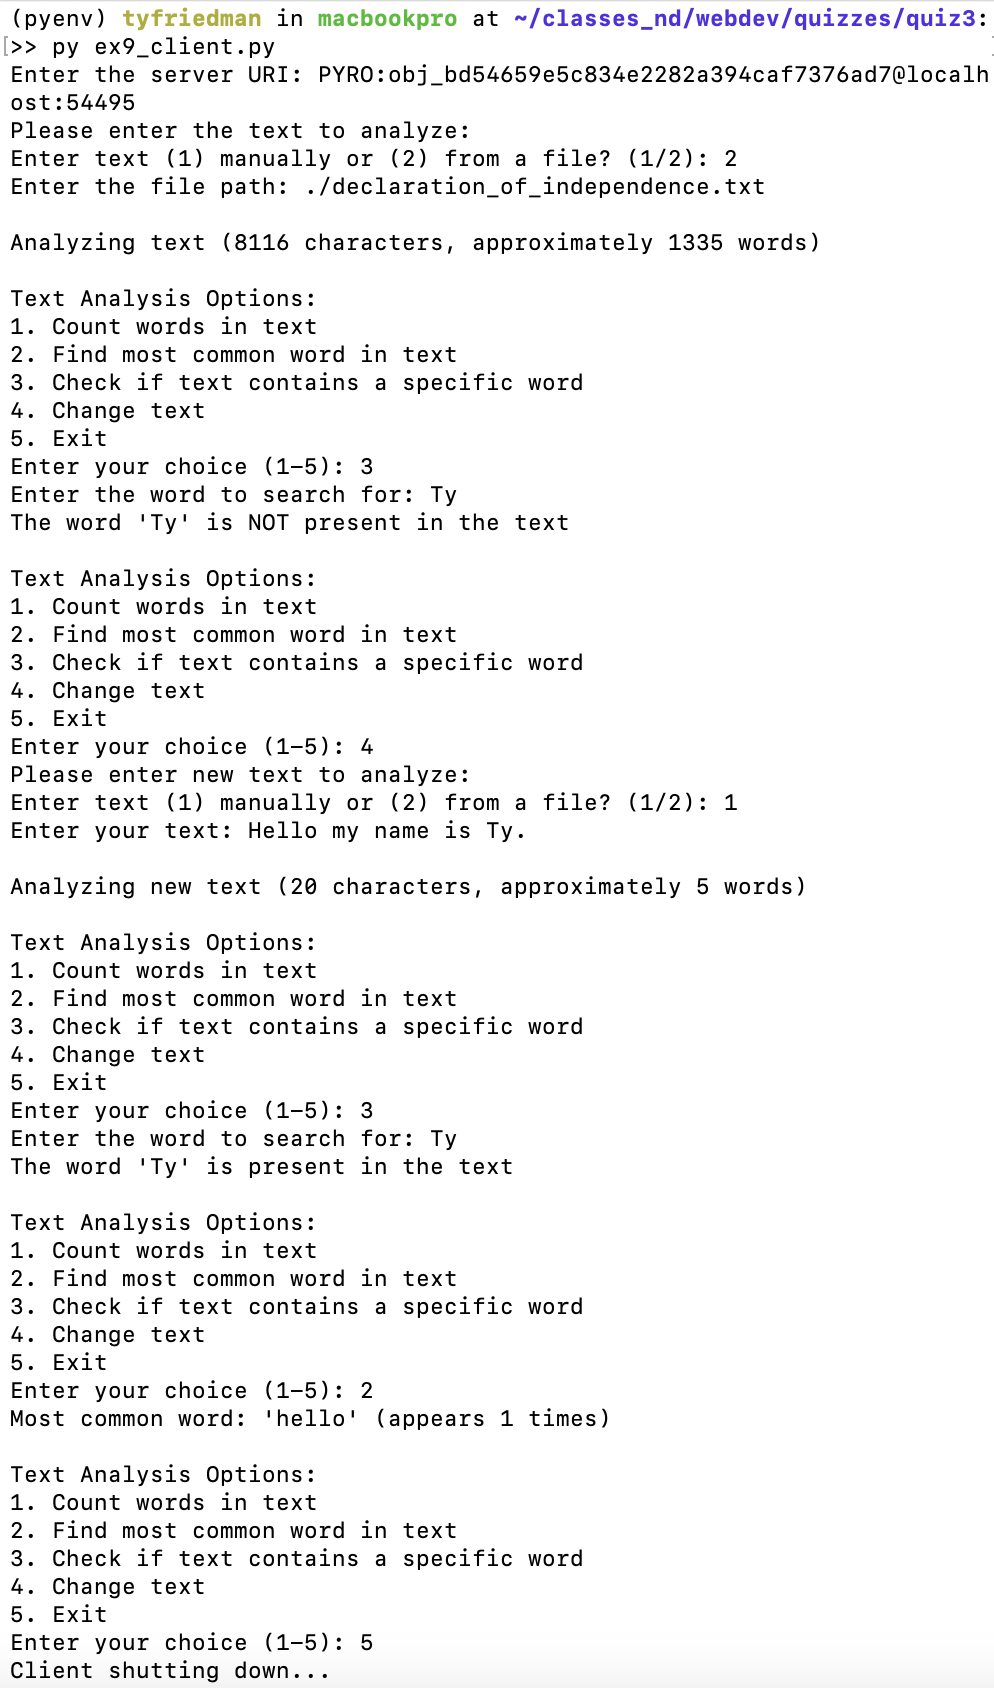 (pyenv) tyfriedman in macbookpro at ~/classes_nd/webdev/quizzes/quiz3:
>> py ex9_client.py
Enter the server URI: PYRO:obj_bd54659e5c834e2282a394caf7376ad7@localh
ost:54495
Please enter the text to analyze:
Enter text (1) manually or (2) from a file? (1/2): 2
Enter the file path: ./declaration_of_independence.txt

Analyzing text (8116 characters, approximately 1335 words)

Text Analysis Options:
1. Count words in text
2. Find most common word in text
3. Check if text contains a specific word
4. Change text
5. Exit
Enter your choice (1-5): 3
Enter the word to search for: Ty
The word 'Ty' is NOT present in the text

Text Analysis Options:
1. Count words in text
2. Find most common word in text
3. Check if text contains a specific word
4. Change text
5. Exit
Enter your choice (1-5): 4
Please enter new text to analyze:
Enter text (1) manually or (2) from a file? (1/2): 1
Enter your text: Hello my name is Ty.

Analyzing new text (20 characters, approximately 5 words)

Text Analysis Options:
1. Count words in text
2. Find most common word in text
3. Check if text contains a specific word
4. Change text
5. Exit
Enter your choice (1-5): 3
Enter the word to search for: Ty
The word 'Ty' is present in the text

Text Analysis Options:
1. Count words in text
2. Find most common word in text
3. Check if text contains a specific word
4. Change text
5. Exit
Enter your choice (1-5): 2
Most common word: 'hello' (appears 1 times)

Text Analysis Options:
1. Count words in text
2. Find most common word in text
3. Check if text contains a specific word
4. Change text
5. Exit
Enter your choice (1-5): 5
Client shutting down...